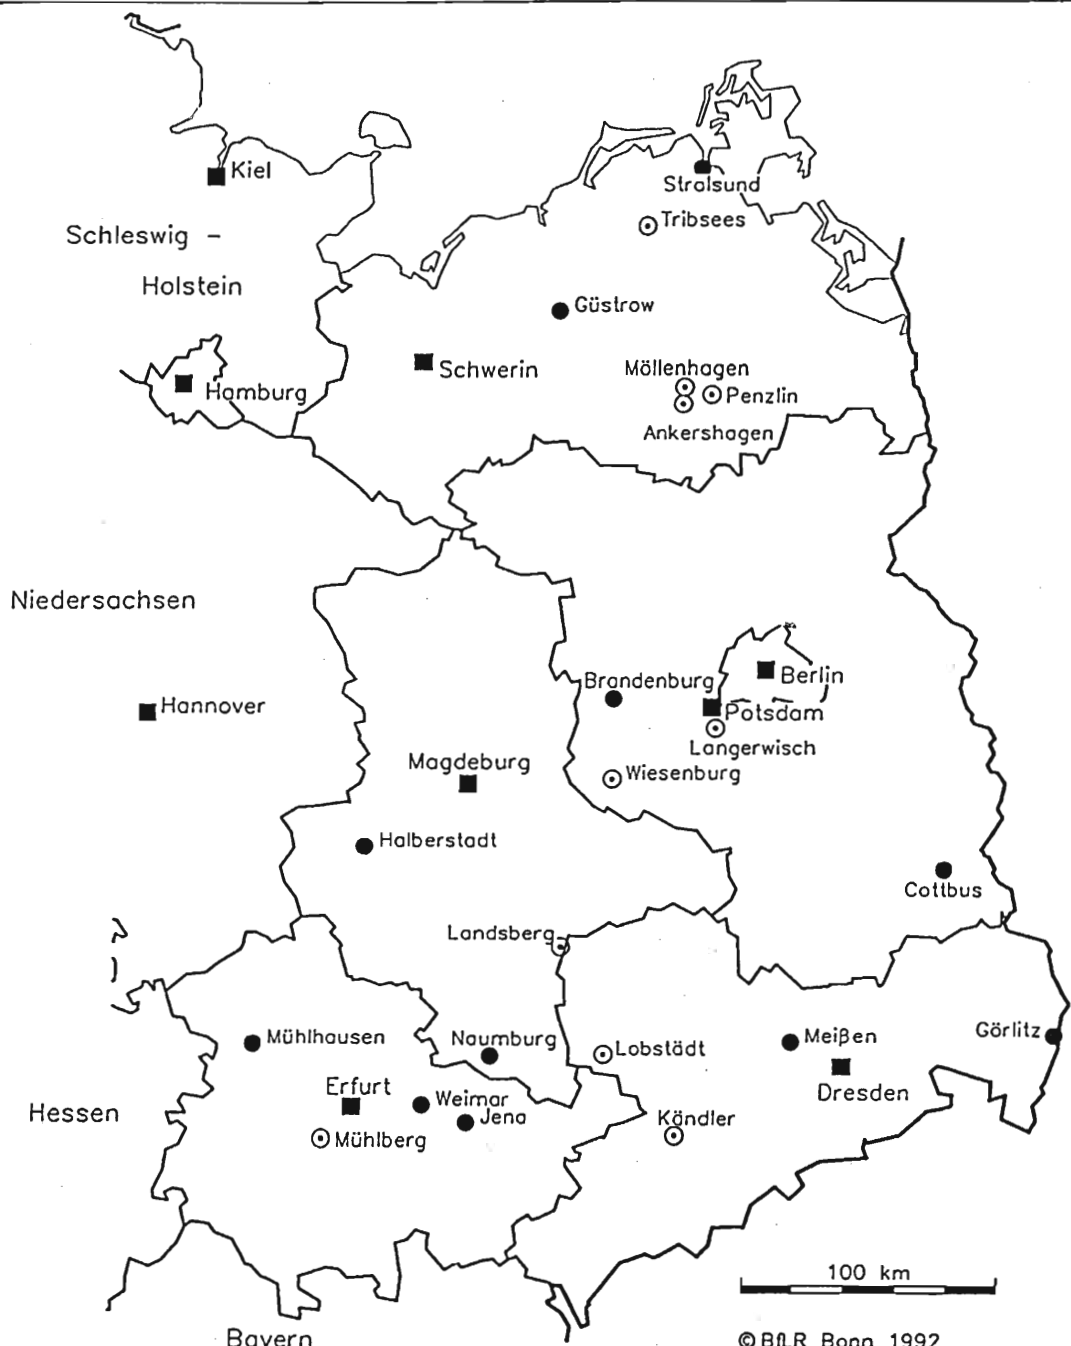 Kiel
Stralsund
Tribsees
Schleswig –
Holstein
Güstrow
Schwerin
Möllenhagen
Penzlin
Hamburg
Ankershagen
Niedersachsen
Berlin
Brandenburg
Hannover
Potsdam
Langerwisch
Magdeburg
Wiesenburg
Halberstadt
Cottbus
Landsberg
Mühlhausen
Naumburg
Lobstädt
Meißen
Görlitz
Erfurt
Weimar
Dresden
Hessen
Jena
Kändler
Mühlberg
100 km
Bayern
© BfLR Bonn 1992